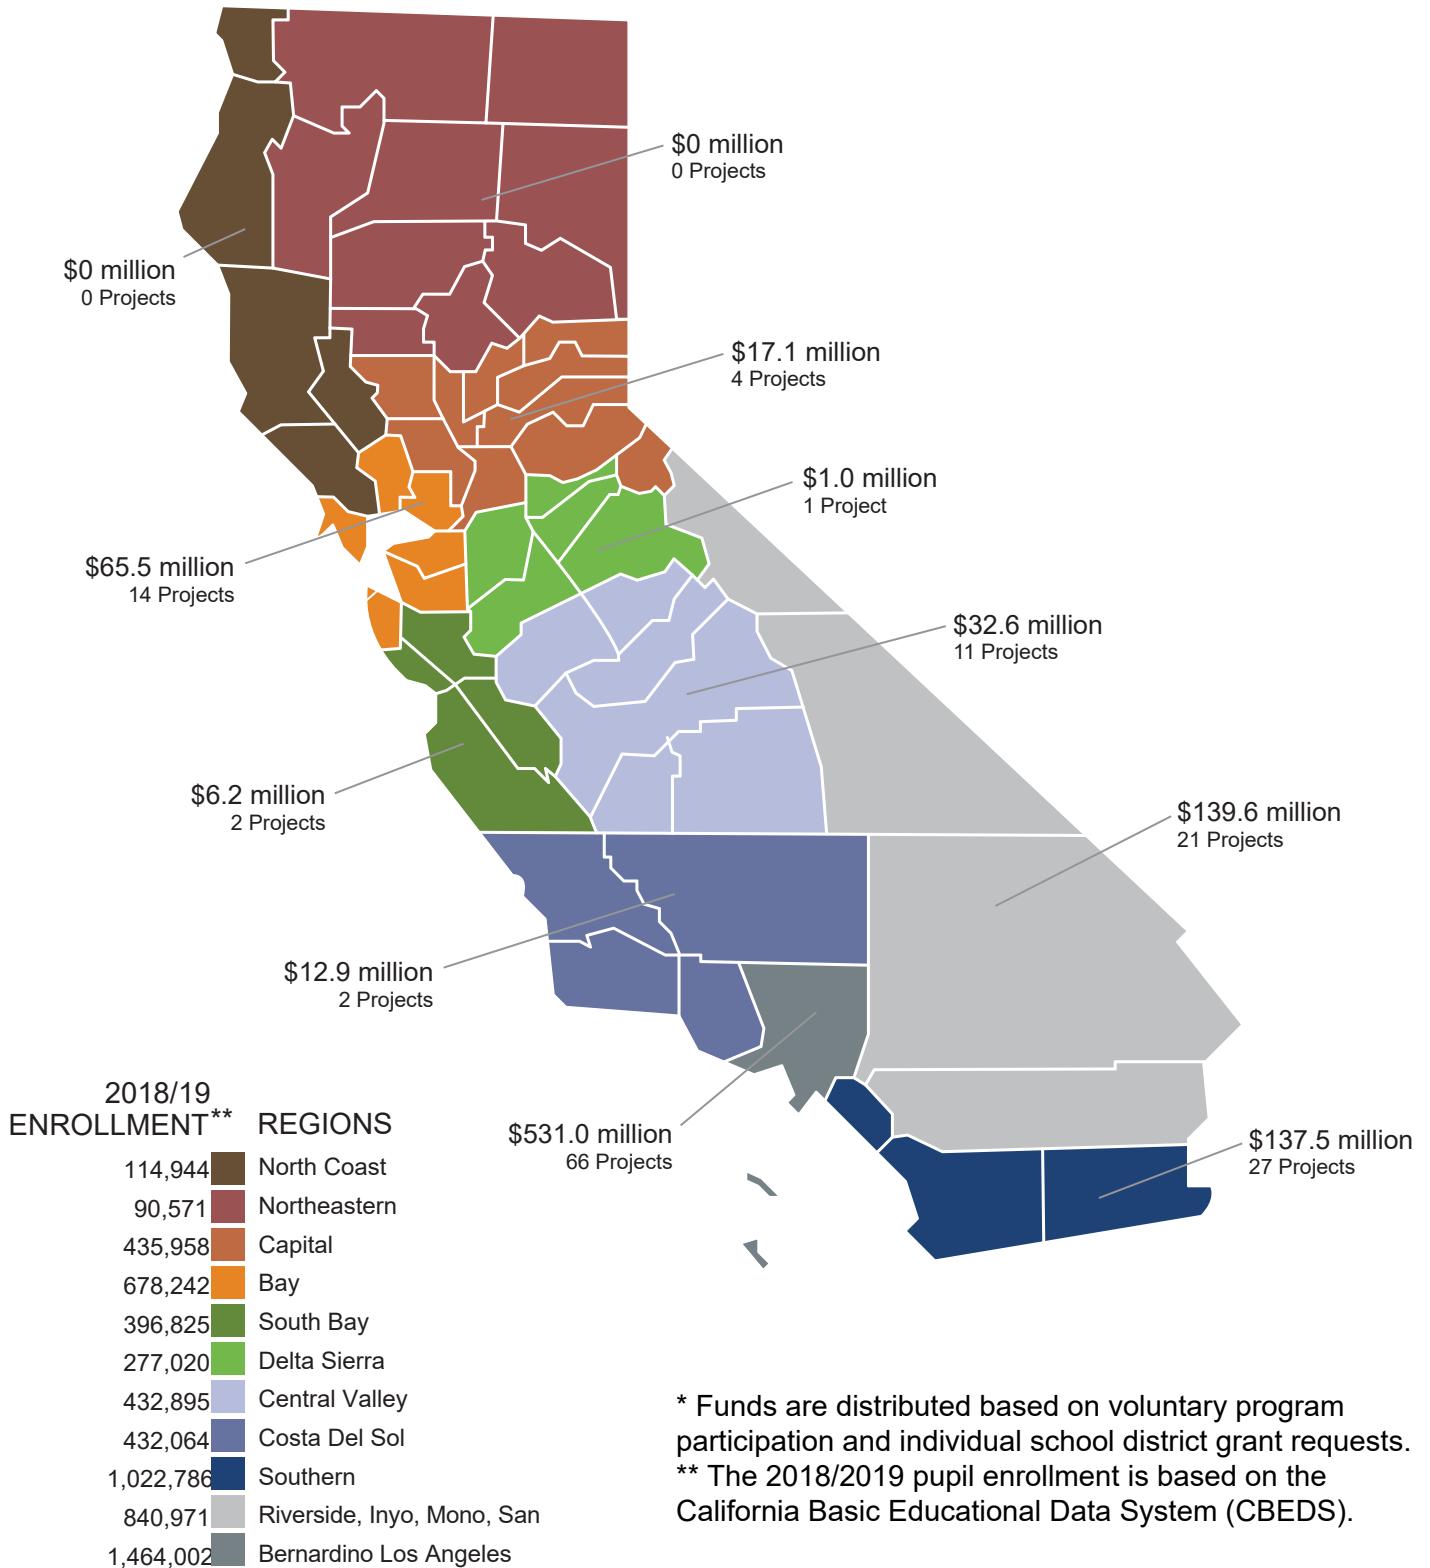 $0 million
0 Projects
$0 million
0 Projects
$17.1 million
4 Projects
$1.0 million
1 Project
$65.5 million
14 Projects
$32.6 million
11 Projects
$6.2 million
2 Projects
$139.6 million
21 Projects
$12.9 million
2 Projects
$531.0 million
66 Projects
$137.5 million
27 Projects
2018/19
ENROLLMENT** REGIONS
114,944 North Coast
90,571 Northeastern
435,958 Capital
678,242 Bay
396,825 South Bay
277,020 Delta Sierra
432,895 Central Valley
432,064 Costa Del Sol
1,022,786 Southern
840,971 Riverside, Inyo, Mono, San
1,464,002 Bernardino Los Angeles
* Funds are distributed based on voluntary program
participation and individual school district grant requests.
** The 2018/2019 pupil enrollment is based on the
California Basic Educational Data System (CBEDS).